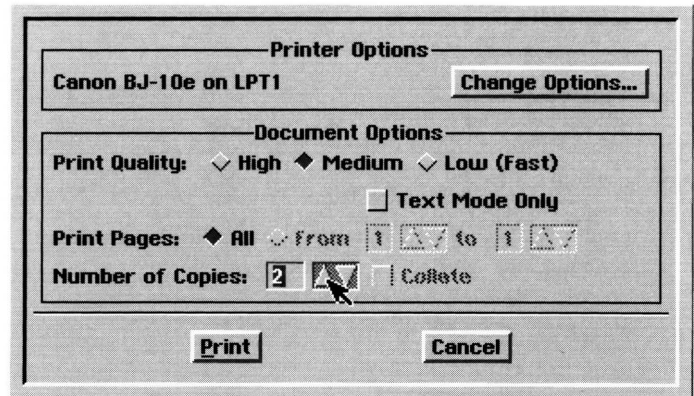 Printer Options
Canon BJ-10e on LPT1 Change Options...
Document Options
Print Quality: High Medium Low (Fast)
Text Mode Only
Print Pages: All From 1 to 1
Number of Copies: 2 Collate
Print Cancel